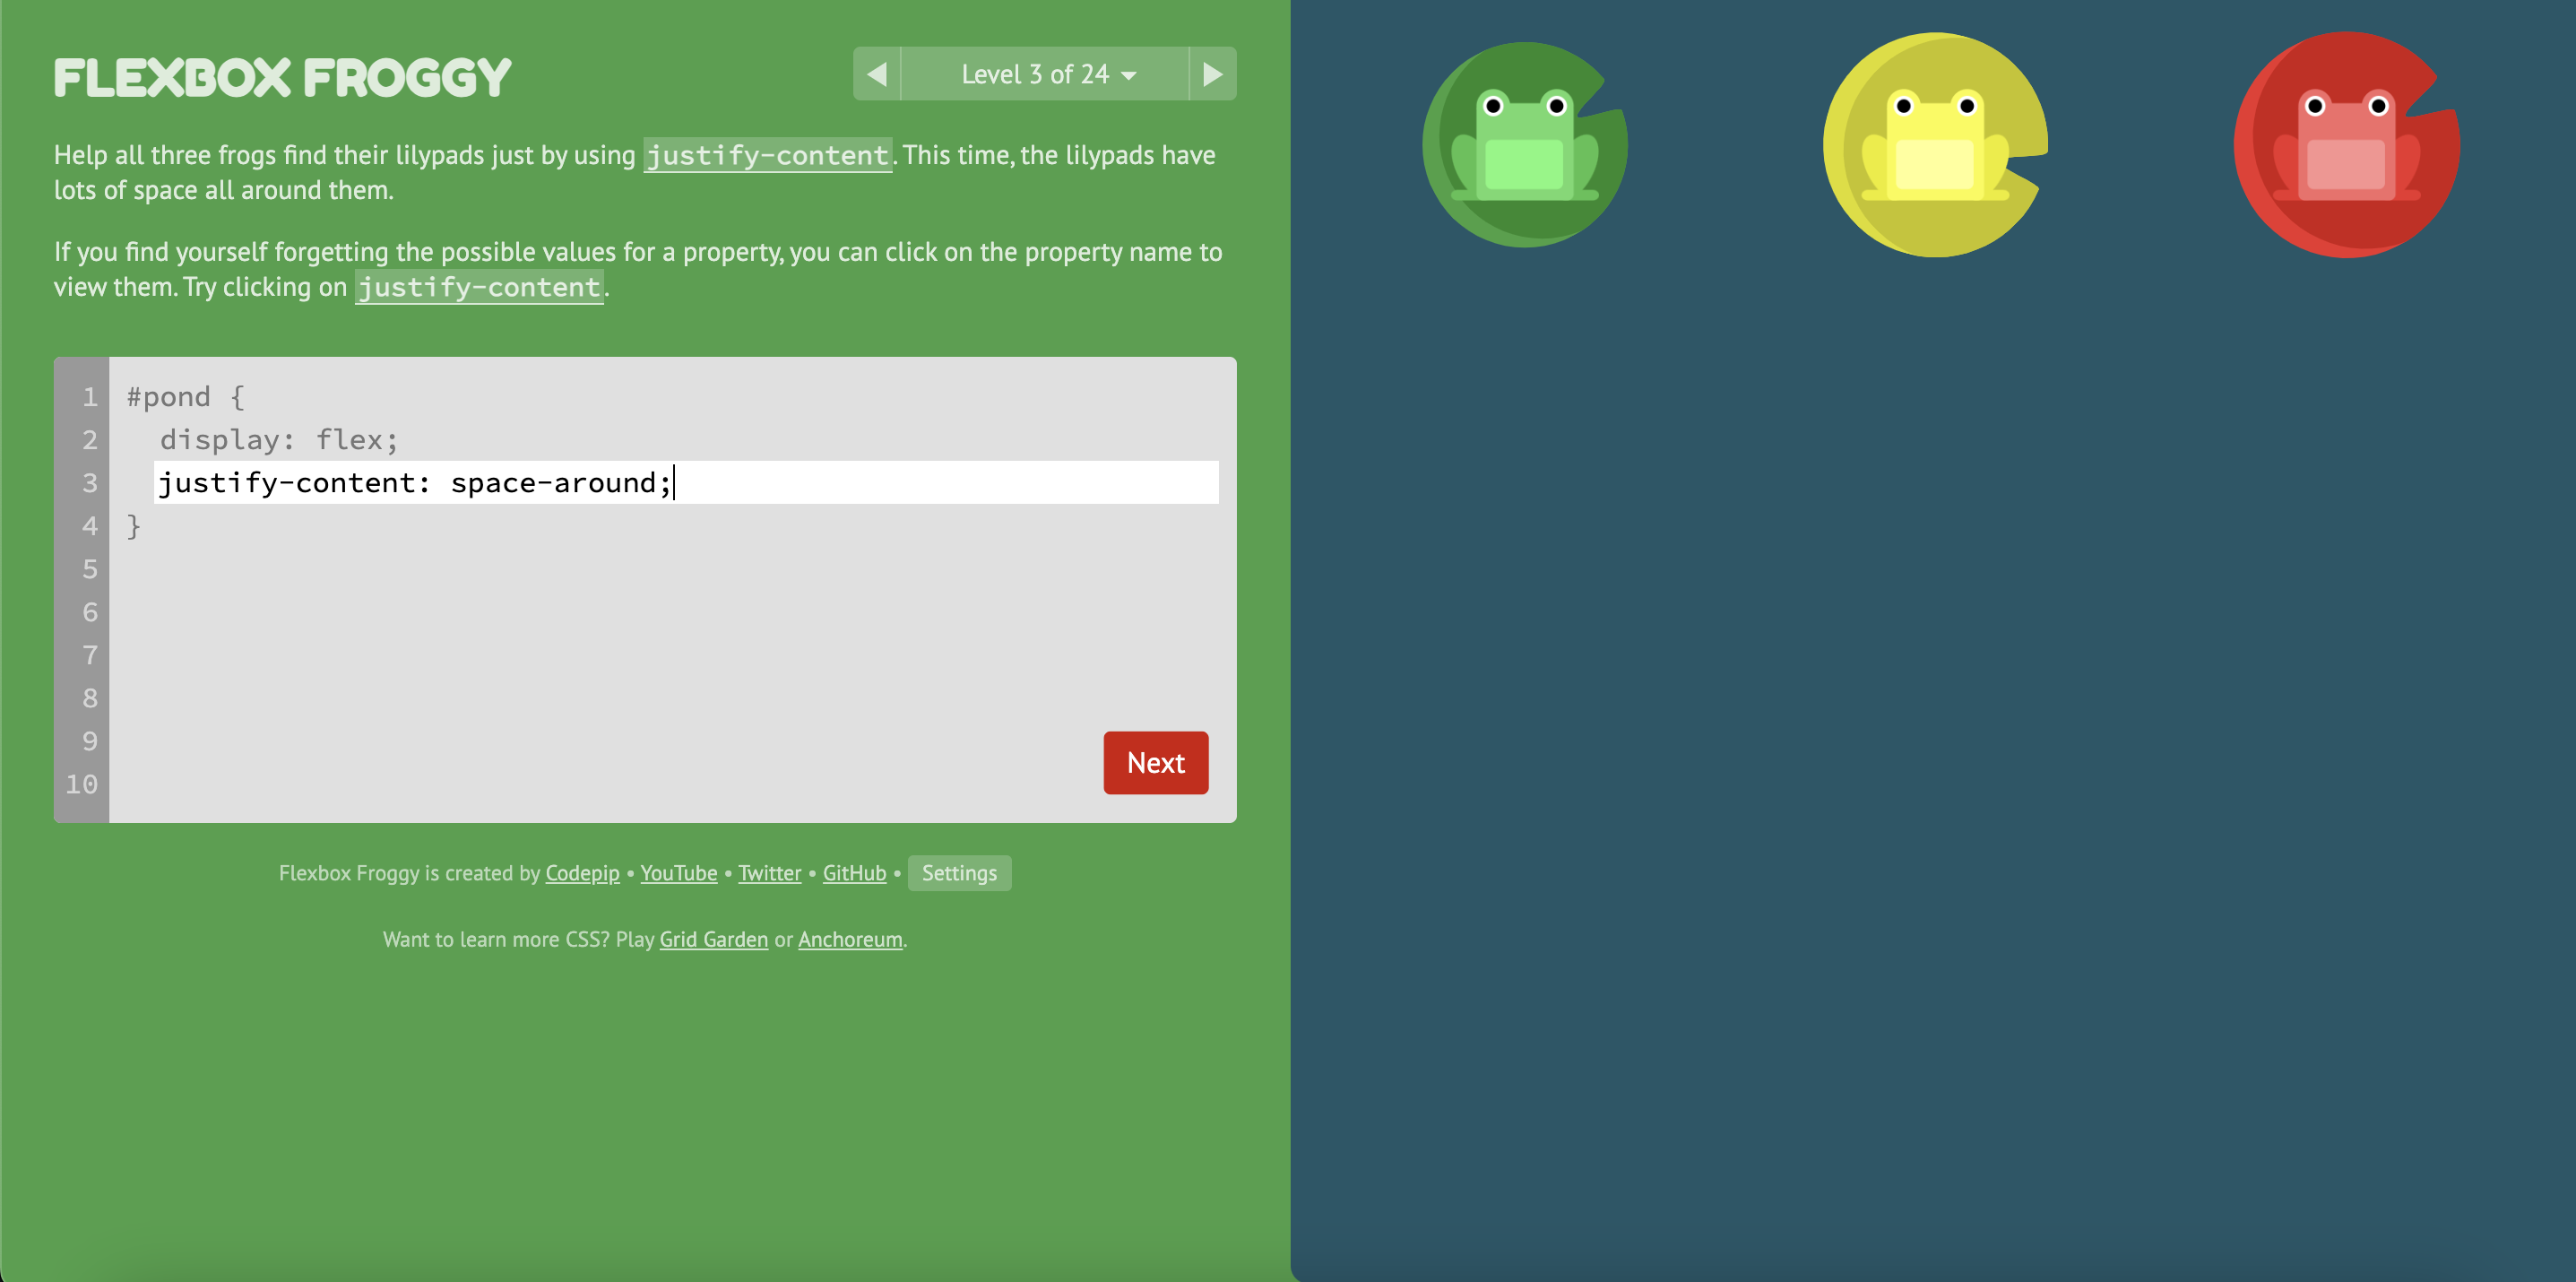 FLEXBOX FROGGY
Level 3 of 24
Help all three frogs find their lilypads just by using justify-content. This time, the lilypads have
lots of space all around them.
If you find yourself forgetting the possible values for a property, you can click on the property name to
view them. Try clicking on justify-content.
1 #pond {
2 display: flex;
3 justify-content: space-around;
4 }
5
6
7
8
9
10
Next
Flexbox Froggy is created by Codepip • YouTube • Twitter • GitHub • Settings
Want to learn more CSS? Play Grid Garden or Anchoreum.